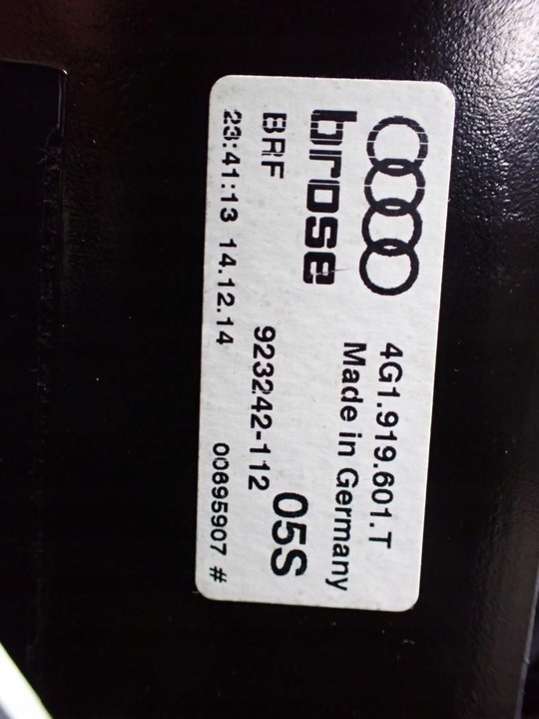 4G1.919.601.T
brose
Made in Germany
BRF
923242-112
05S
23:41:13 14.12.14
00695907 #